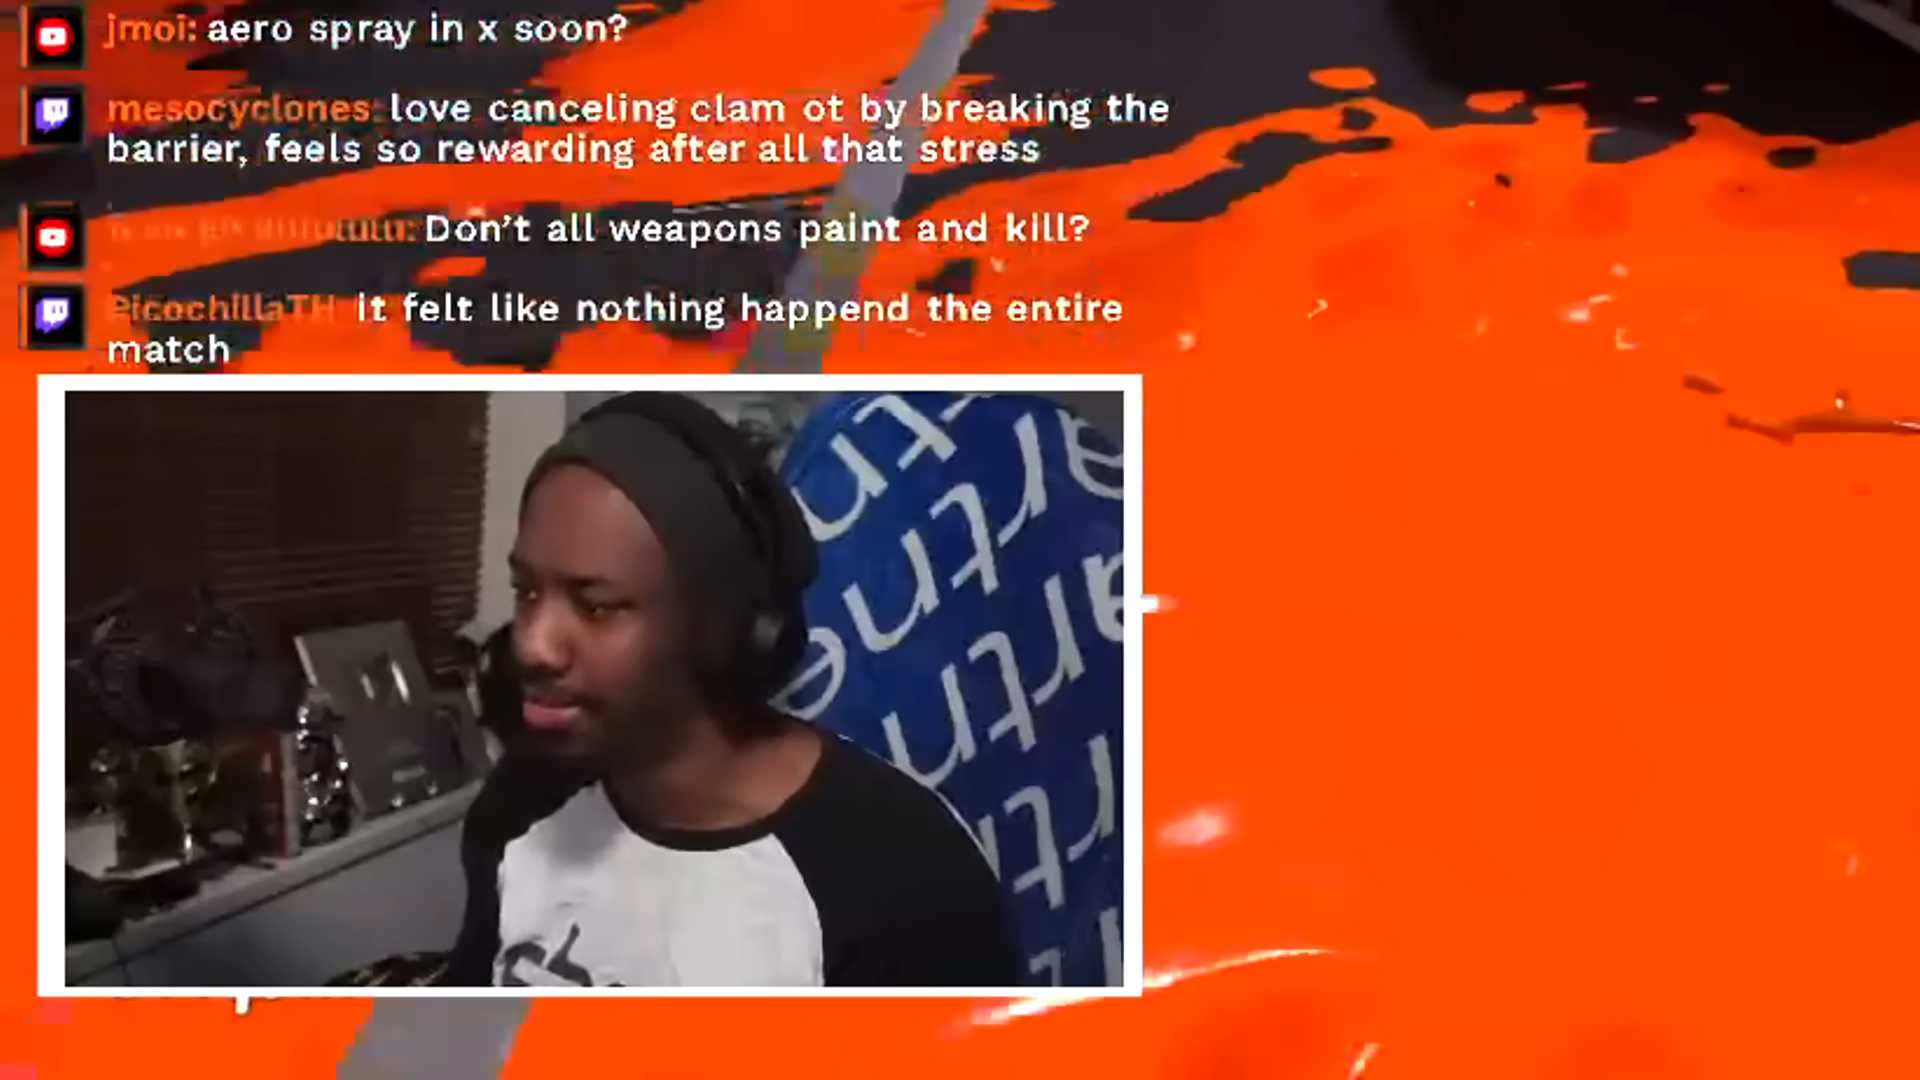 jmoi: aero spray in x soon?
mesocyclones: love canceling clam ot by breaking the
barrier, feels so rewarding after all that stress
Don't all weapons paint and kill?
PicochillaTH it felt like nothing happend the entire
match